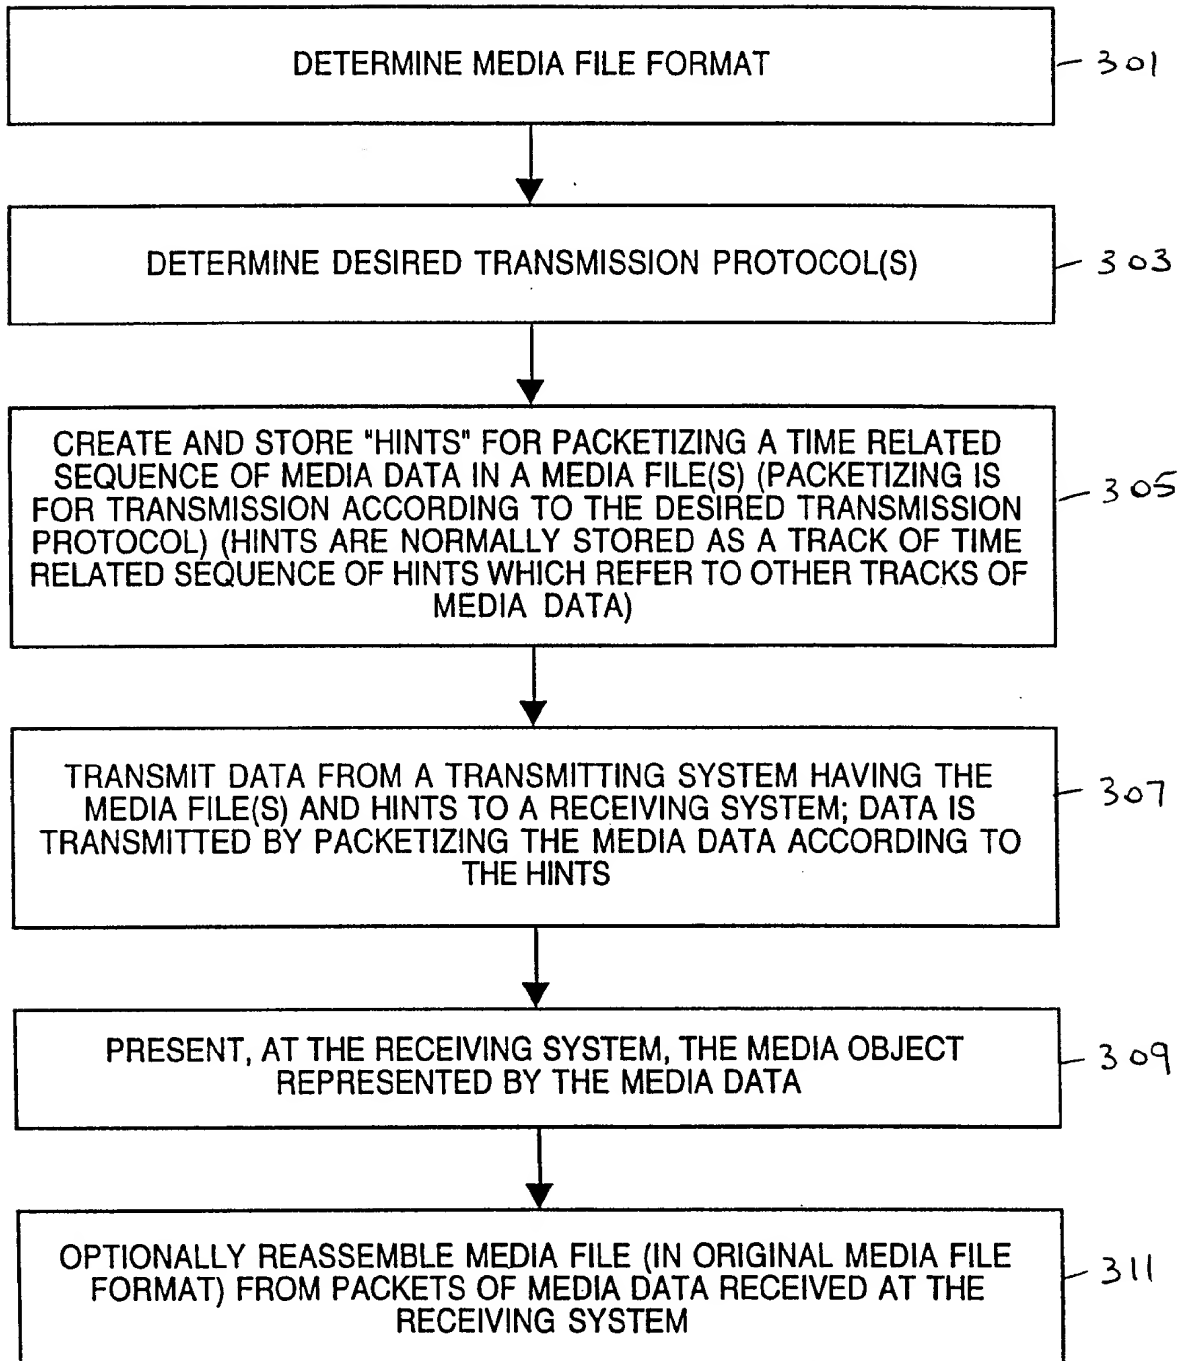 DETERMINE MEDIA FILE FORMAT
301
DETERMINE DESIRED TRANSMISSION PROTOCOL(S)
303
CREATE AND STORE "HINTS" FOR PACKETIZING A TIME RELATED
SEQUENCE OF MEDIA DATA IN A MEDIA FILE(S) (PACKETIZING IS
FOR TRANSMISSION ACCORDING TO THE DESIRED TRANSMISSION
PROTOCOL) (HINTS ARE NORMALLY STORED AS A TRACK OF TIME
RELATED SEQUENCE OF HINTS WHICH REFER TO OTHER TRACKS OF
MEDIA DATA)
305
TRANSMIT DATA FROM A TRANSMITTING SYSTEM HAVING THE
MEDIA FILE(S) AND HINTS TO A RECEIVING SYSTEM; DATA IS
TRANSMITTED BY PACKETIZING THE MEDIA DATA ACCORDING TO
THE HINTS
307
PRESENT, AT THE RECEIVING SYSTEM, THE MEDIA OBJECT
REPRESENTED BY THE MEDIA DATA
309
OPTIONALLY REASSEMBLE MEDIA FILE (IN ORIGINAL MEDIA FILE
FORMAT) FROM PACKETS OF MEDIA DATA RECEIVED AT THE
RECEIVING SYSTEM
311